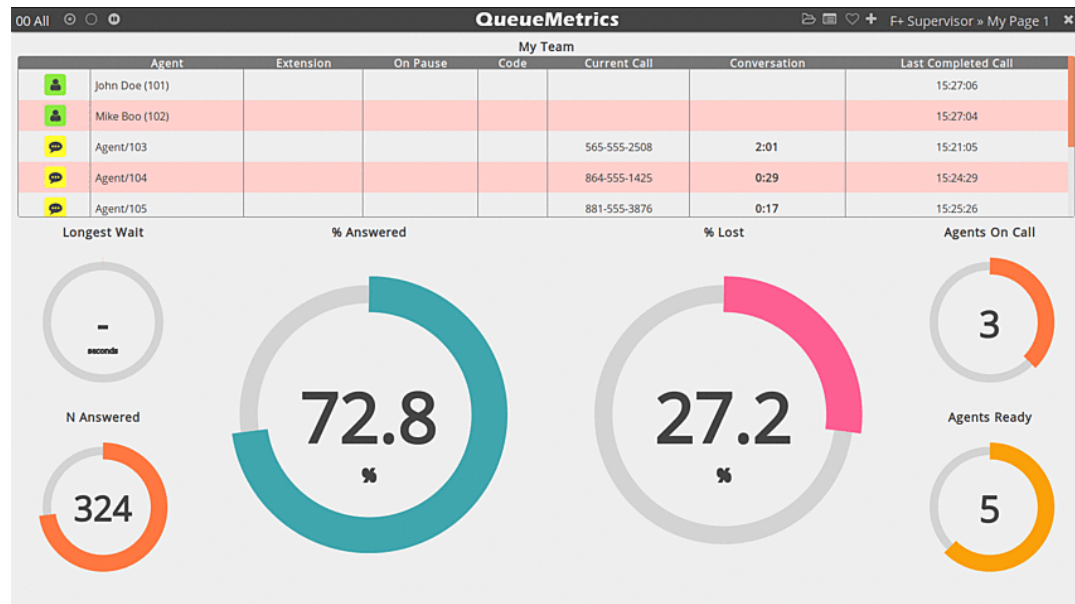 00 All QueueMetrics F+ Supervisor » My Page 1
My Team
Agent Extension On Pause Code Current Call Conversation Last Completed Call
John Doe (101) 15:27:06
Mike Boo (102) 15:27:04
Agent/103 565-555-2508 2:01 15:21:05
Agent/104 864-555-1425 0:29 15:24:29
Agent/105 881-555-3876 0:17 15:25:26
Longest Wait % Answered % Lost Agents On Call
-
seconds
3
N Answered
72.8
%
27.2
%
Agents Ready
324
5